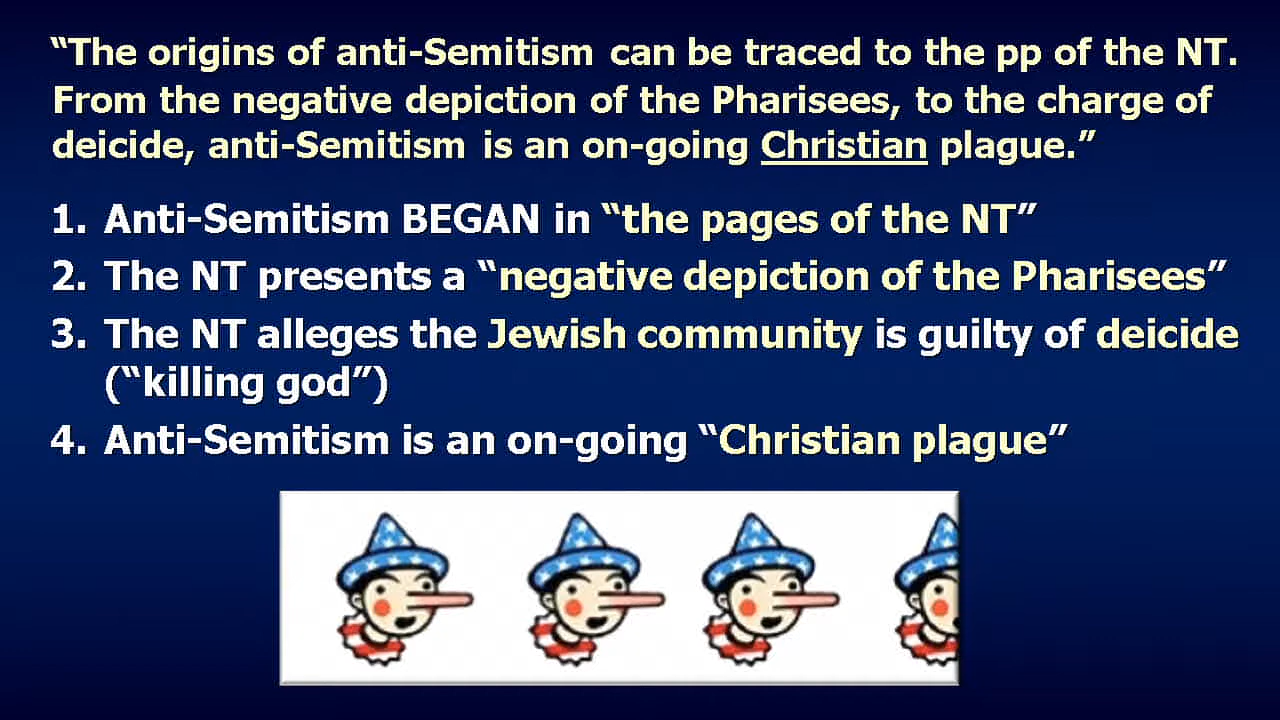 “The origins of anti-Semitism can be traced to the pp of the NT.
From the negative depiction of the Pharisees, to the charge of
deicide, anti-Semitism is an on-going Christian plague.”
1. Anti-Semitism BEGAN in “the pages of the NT”
2. The NT presents a “negative depiction of the Pharisees”
3. The NT alleges the Jewish community is guilty of deicide
(“killing god”)
4. Anti-Semitism is an on-going “Christian plague”